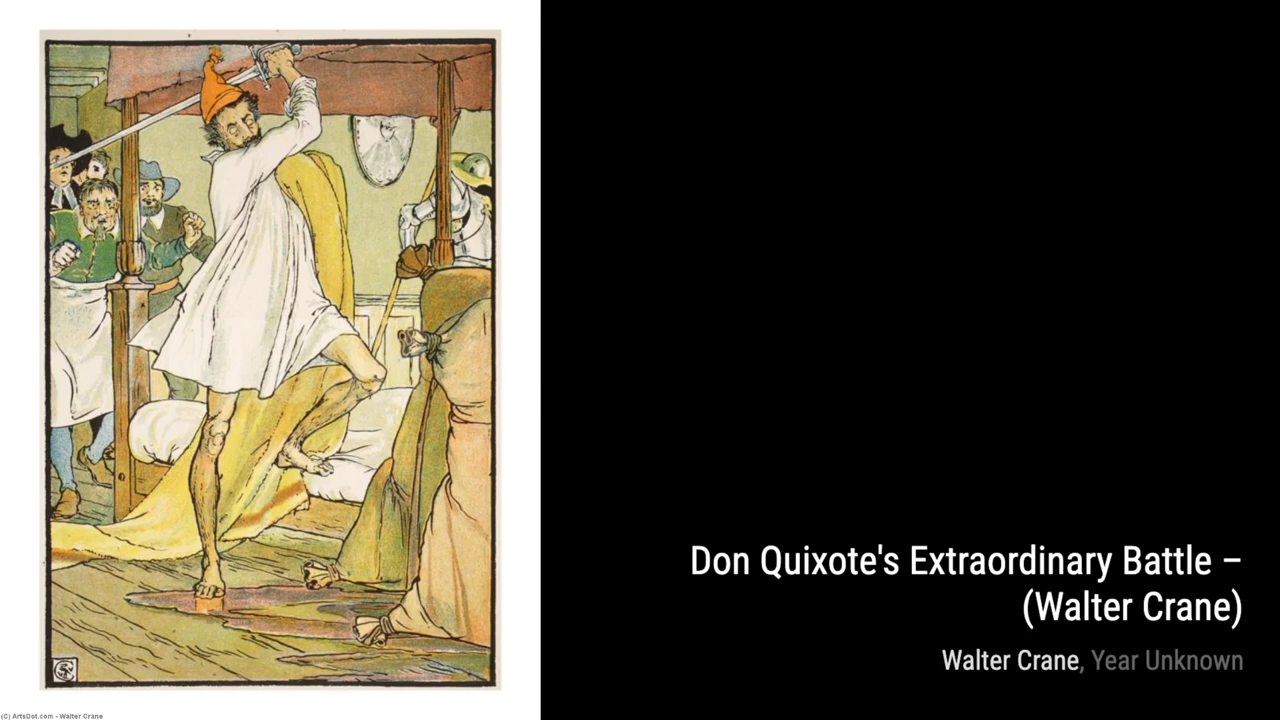 Don Quixote's Extraordinary Battle –
(Walter Crane)
Walter Crane, Year Unknown
(C) ArtsDot.com - Walter Crane